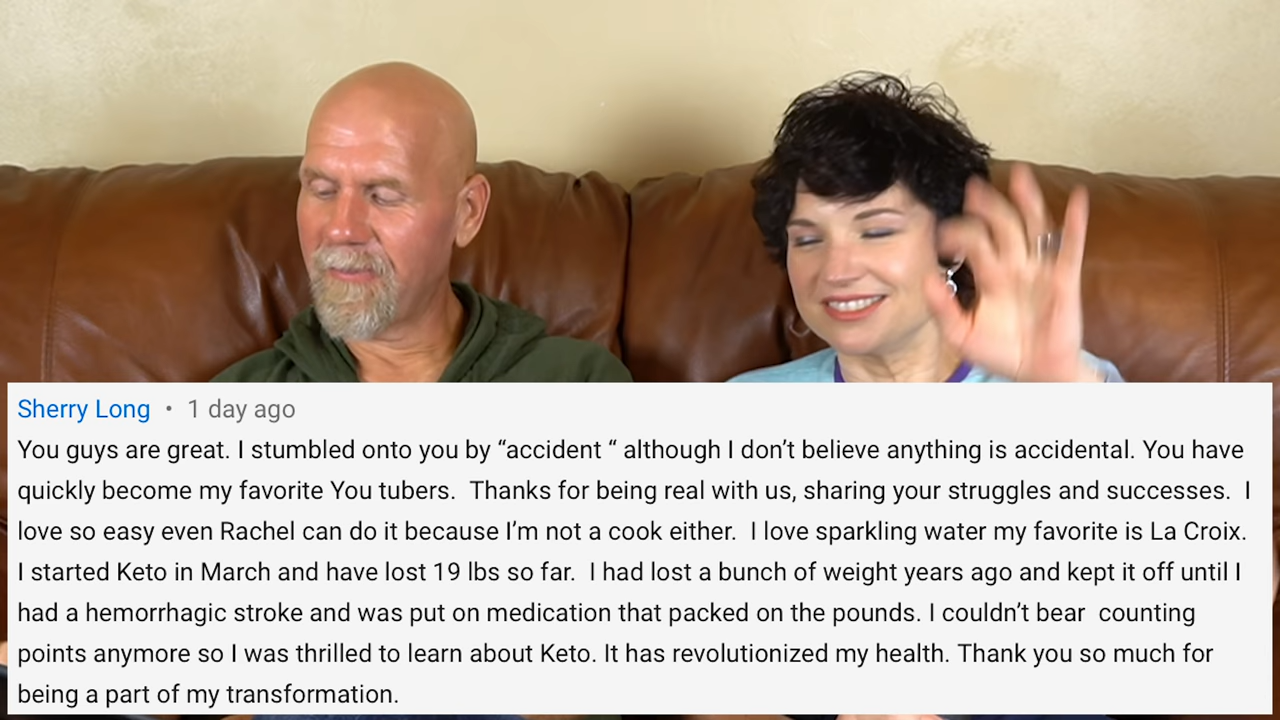 Sherry Long • 1 day ago
You guys are great. I stumbled onto you by “accident “ although I don’t believe anything is accidental. You have
quickly become my favorite You tubers.  Thanks for being real with us, sharing your struggles and successes.  I
love so easy even Rachel can do it because I’m not a cook either.  I love sparkling water my favorite is La Croix.
I started Keto in March and have lost 19 lbs so far.  I had lost a bunch of weight years ago and kept it off until I
had a hemorrhagic stroke and was put on medication that packed on the pounds. I couldn’t bear  counting
points anymore so I was thrilled to learn about Keto. It has revolutionized my health. Thank you so much for
being a part of my transformation.